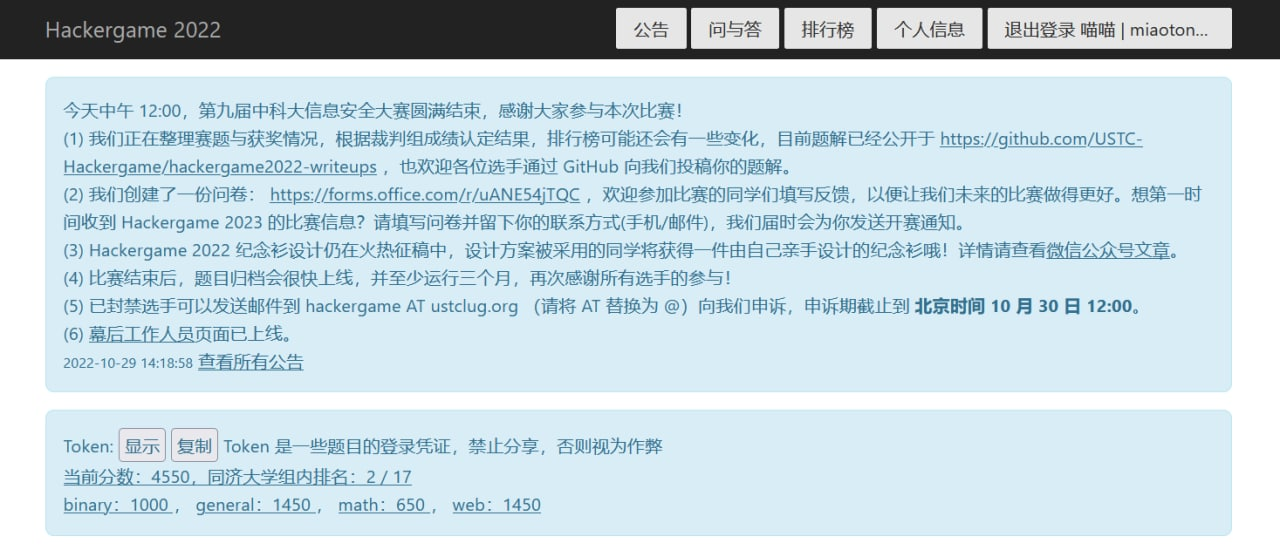 Hackergame 2022
公告 问与答 排行榜 个人信息 退出登录 喵喵 | miaoton...
今天中午 12:00，第九届中科大信息安全大赛圆满结束，感谢大家参与本次比赛！
(1) 我们正在整理赛题与获奖情况，根据裁判组成绩认定结果，排行榜可能还会有一些变化，目前题解已经公开于 https://github.com/USTC-
Hackergame/hackergame2022-writeups ，也欢迎各位选手通过 GitHub 向我们投稿你的题解。
(2) 我们创建了一份问卷： https://forms.office.com/r/uANE54jTQC ，欢迎参加比赛的同学们填写反馈，以便让我们未来的比赛做得更好。想第一时
间收到 Hackergame 2023 的比赛信息？请填写问卷并留下你的联系方式(手机/邮件)，我们届时会为你发送开赛通知。
(3) Hackergame 2022 纪念衫设计仍在火热征稿中，设计方案被采用的同学将获得一件由自己亲手设计的纪念衫哦！详情请查看微信公众号文章。
(4) 比赛结束后，题目归档会很快上线，并至少运行三个月，再次感谢所有选手的参与！
(5) 已封禁选手可以发送邮件到 hackergame AT ustclug.org （请将 AT 替换为 @）向我们申诉，申诉期截止到 北京时间 10 月 30 日 12:00。
(6) 幕后工作人员页面已上线。
2022-10-29 14:18:58 查看所有公告
Token: 显示 复制 Token 是一些题目的登录凭证，禁止分享，否则视为作弊
当前分数：4550，同济大学组内排名：2 / 17
binary：1000 ， general：1450 ， math：650 ， web：1450